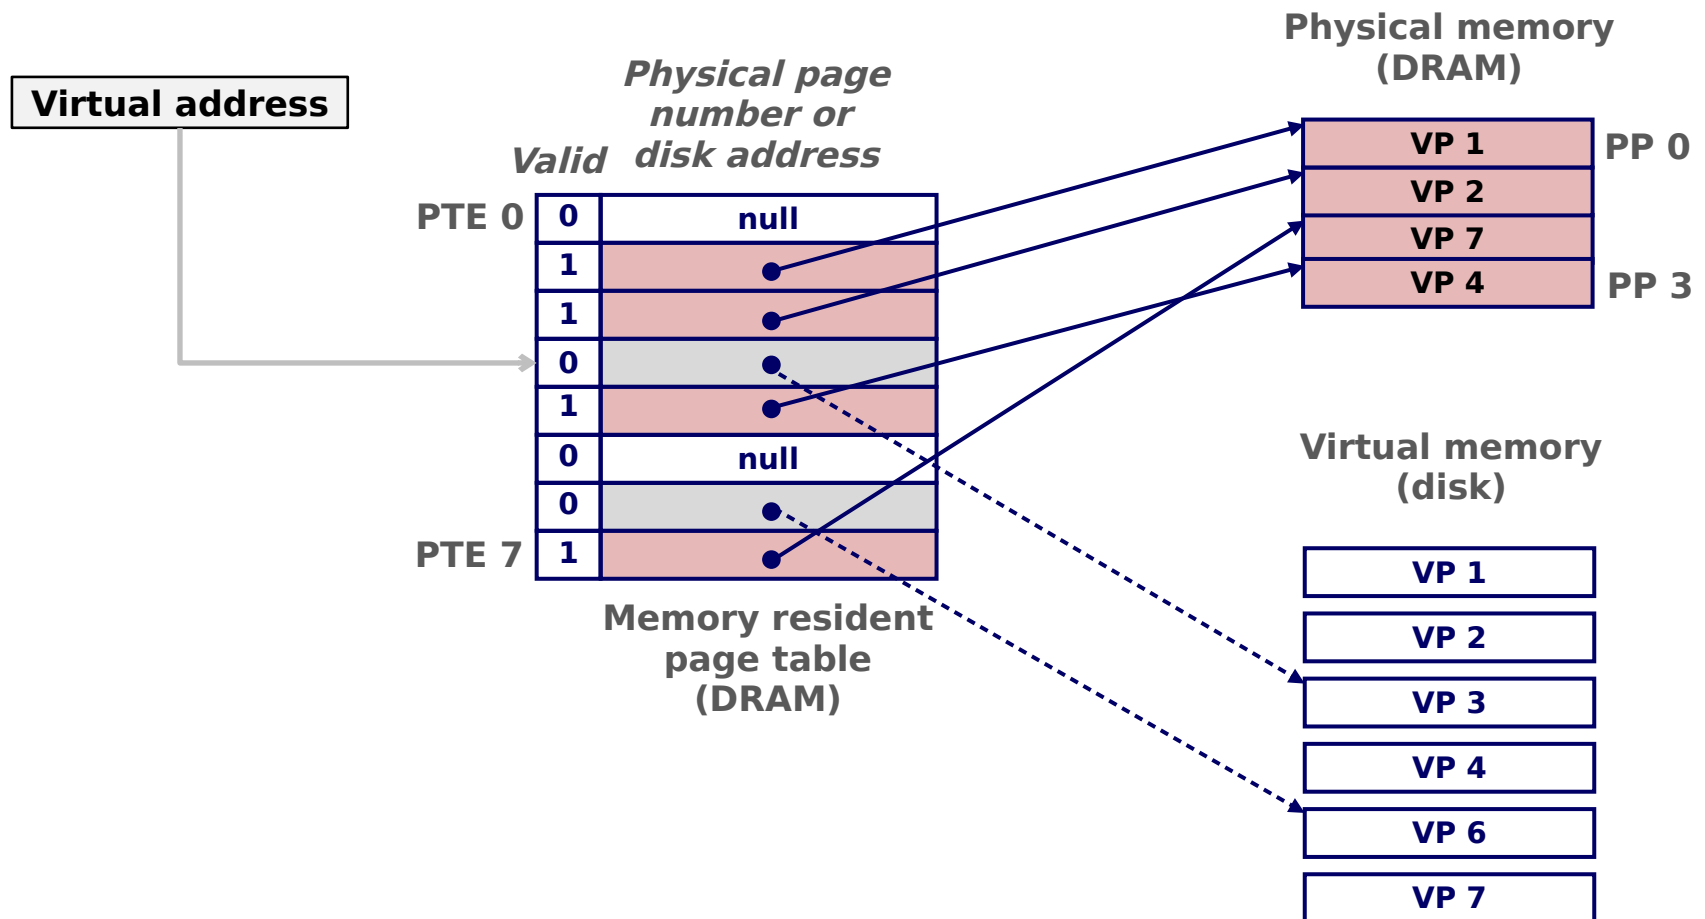 Virtual address
Physical page
number or
disk address
Valid
PTE 0
0
null
1
1
0
1
0
null
0
PTE 7
1
Memory resident
page table
(DRAM)
Physical memory
(DRAM)
VP 1
PP 0
VP 2
VP 7
VP 4
PP 3
Virtual memory
(disk)
VP 1
VP 2
VP 3
VP 4
VP 6
VP 7